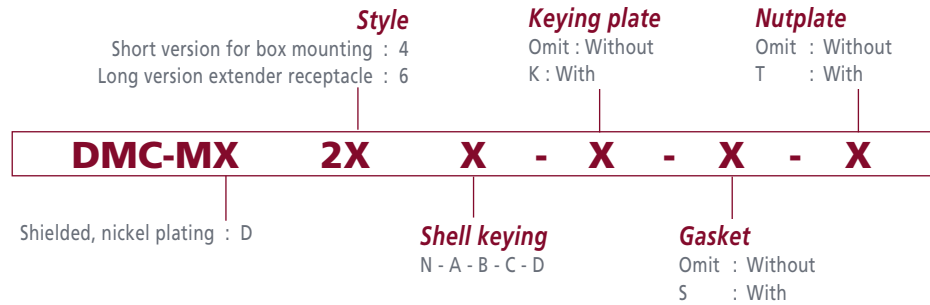 Style
Short version for box mounting : 4
Long version extender receptacle : 6
Keying plate
Omit : Without
K : With
Nutplate
Omit : Without
T : With
DMC-MX 2X X - X - X - X
Shielded, nickel plating : D
Shell keying
N - A - B - C - D
Gasket
Omit : Without
S : With